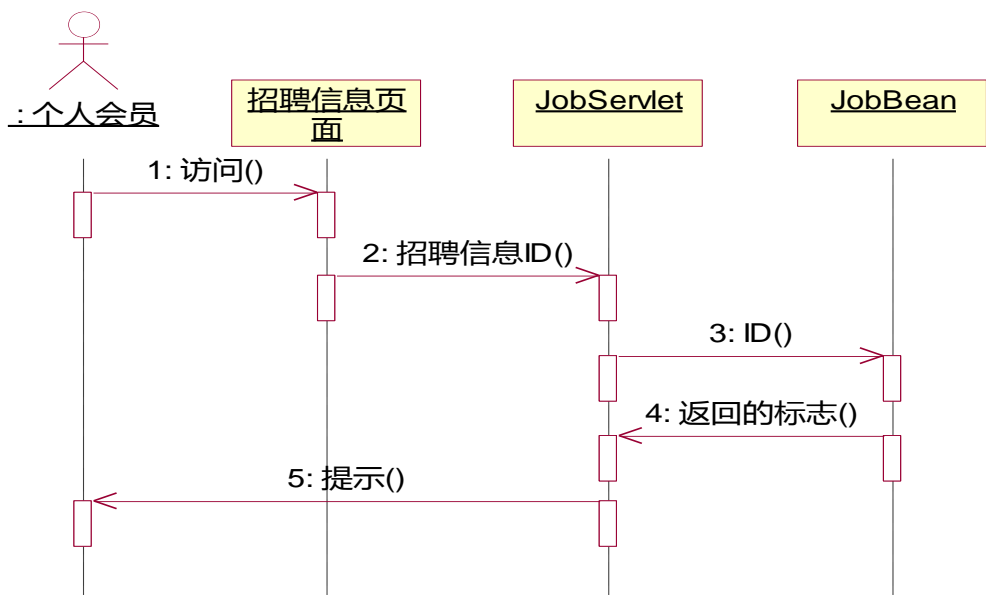 : 个人会员
招聘信息页
面
JobServlet
JobBean
1: 访问()
2: 招聘信息ID()
3: ID()
4: 返回的标志()
5: 提示()